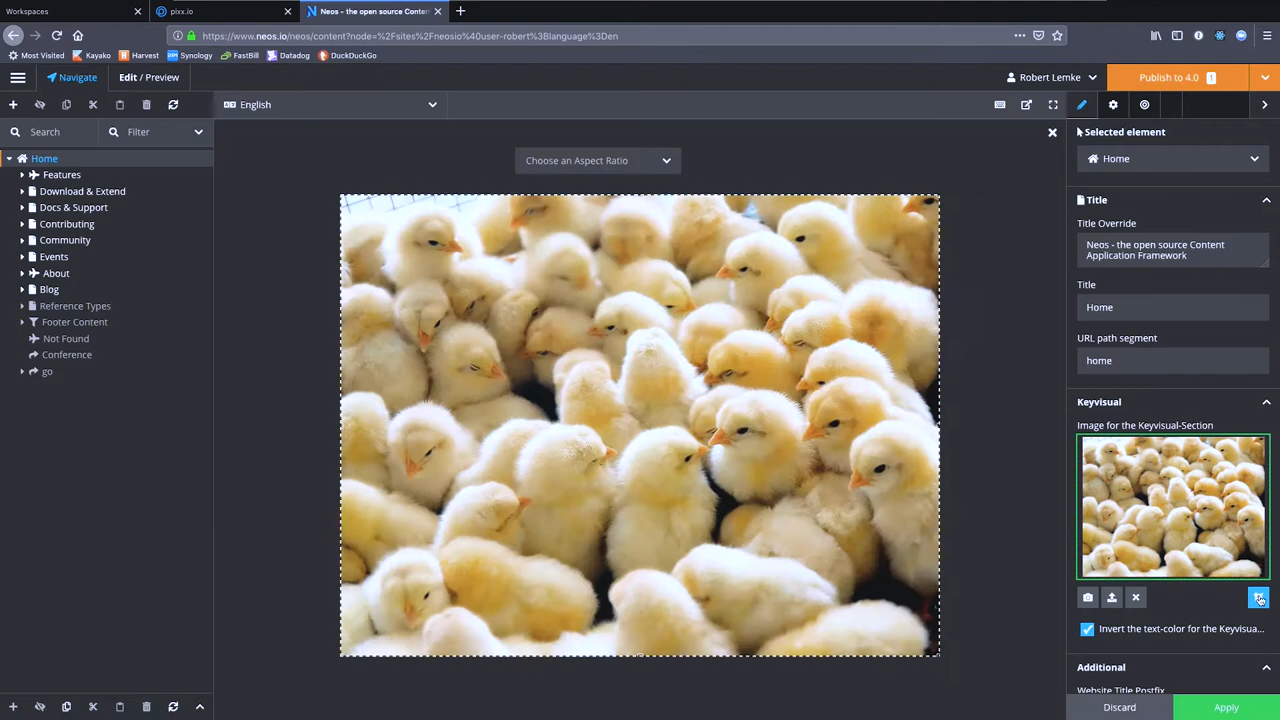 Workspaces
pixx.io
Neos - the open source Conten
https://www.neos.io/neos/content?node=%2Fsites%2Fneosio%40user-robert%3Blanguage%3Den
Most Visited
Kayako
Harvest
DSM Synology
FastBill
Datadog
DuckDuckGo
Navigate
Edit / Preview
Robert Lemke
Publish to 4.0 1
English
Search
Filter
Choose an Aspect Ratio
Home
Features
Download & Extend
Docs & Support
Contributing
Community
Events
About
Blog
Reference Types
Footer Content
Not Found
Conference
go
Selected element
Home
Title
Title Override
Neos - the open source Content
Application Framework
Title
Home
URL path segment
home
Keyvisual
Image for the Keyvisual-Section
Invert the text-color for the Keyvisua...
Additional
Website Title Postfix
Discard
Apply